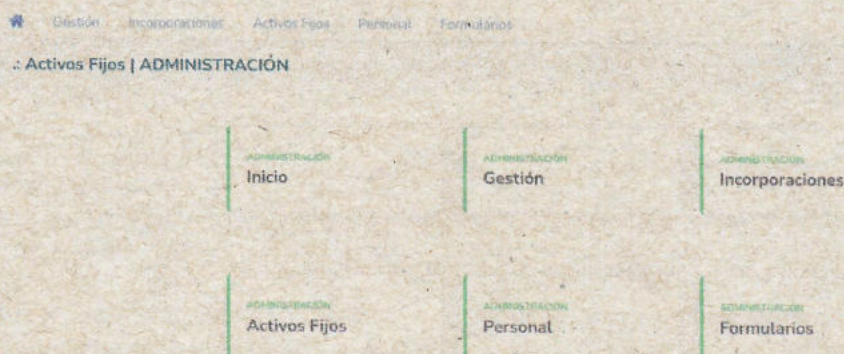 Gestión Incorporaciones Activos Fijos Personal Formularios
.: Activos Fijos | ADMINISTRACIÓN
ADMINISTRACIÓN ADMINISTRACIÓN ADMINISTRACIÓN
Inicio Gestión Incorporaciones
ADMINISTRACIÓN ADMINISTRACIÓN ADMINISTRACIÓN
Activos Fijos Personal Formularios